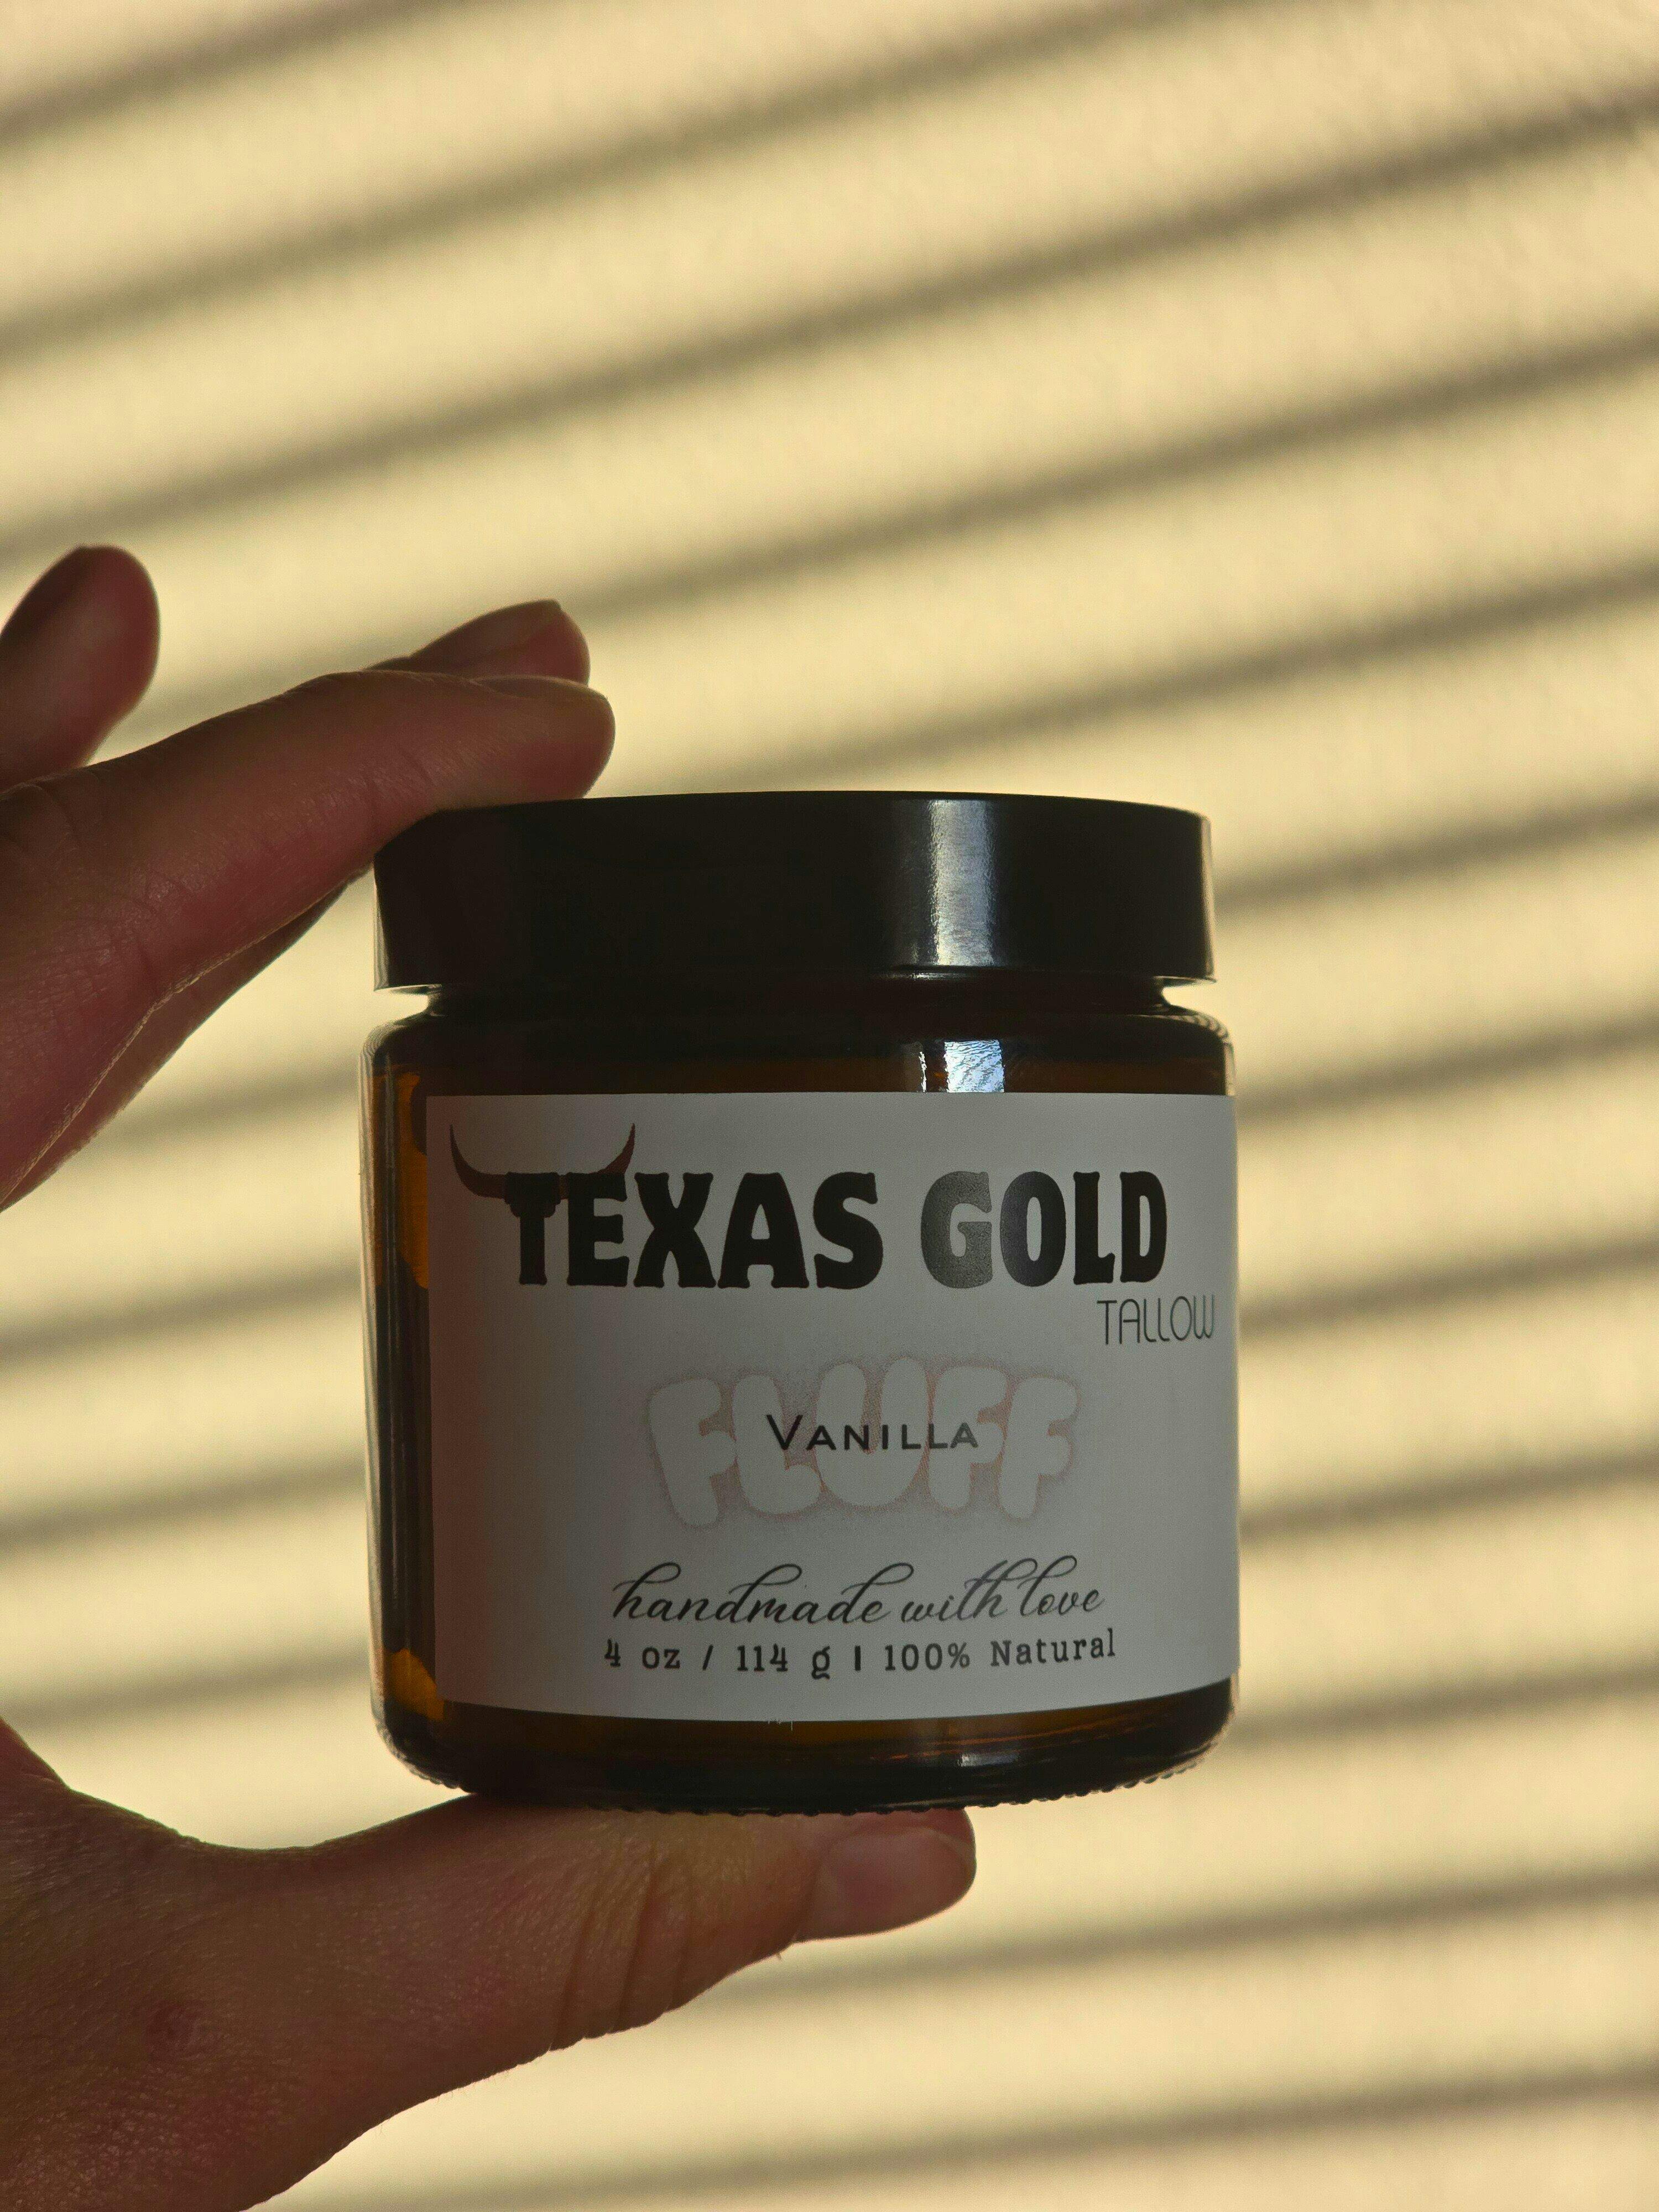 TEXAS GOLD
TALLOW
FLUFF
VANILLA
handmade with love
4 oz / 114 g | 100% Natural